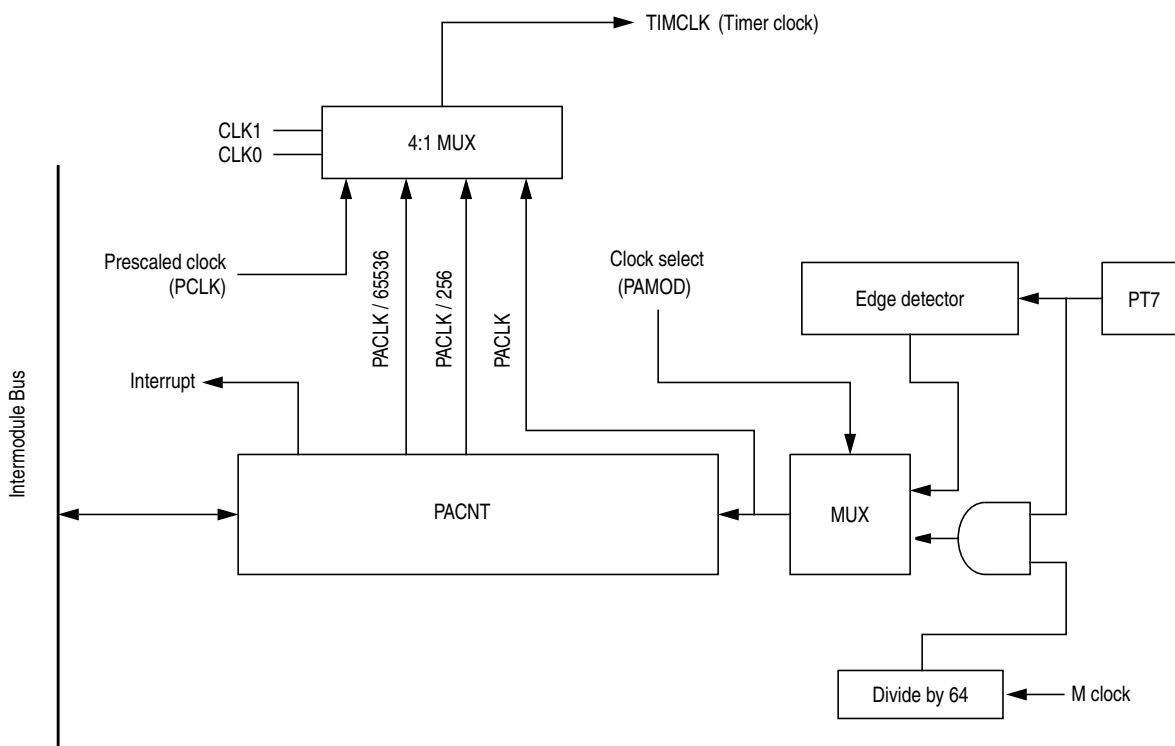 TIMCLK (Timer clock)
CLK1
CLK0
4:1 MUX
Prescaled clock
(PCLK)
PACLK / 65536
PACLK / 256
PACLK
Clock select
(PAMOD)
Edge detector
PT7
Interrupt
Intermodule Bus
PACNT
MUX
Divide by 64
M clock